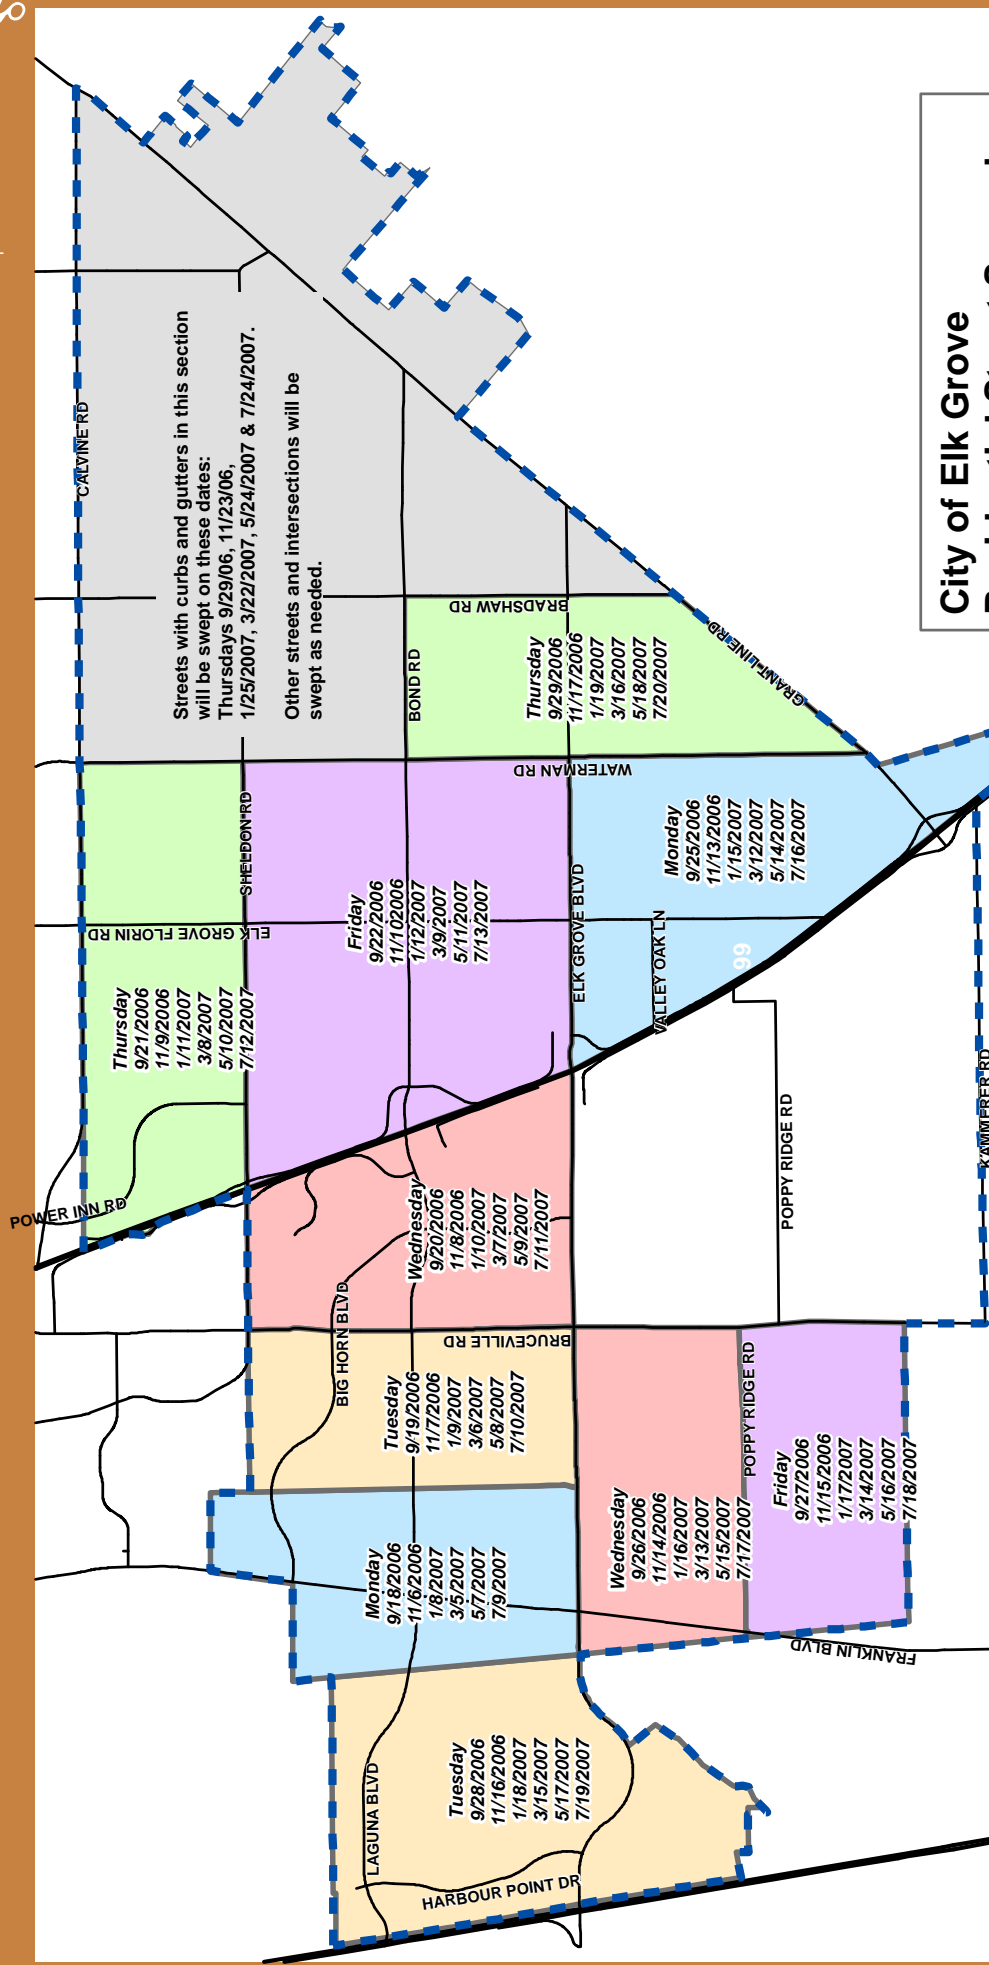 CALVINE RD
Streets with curbs and gutters in this section
will be swept on these dates:
Thursdays 9/29/06, 11/23/06,
1/25/2007, 3/22/2007, 5/24/2007 & 7/24/2007.
Other streets and intersections will be
swept as needed.
BRADSHAW RD
BOND RD
Thursday
9/29/2006
11/17/2006
1/19/2007
3/16/2007
5/18/2007
7/20/2007
GRANT LINE RD
City of Elk Grove
WATERMAN RD
SHELDON RD
ELK GROVE FLORIN RD
Thursday
9/21/2006
11/9/2006
1/11/2007
3/8/2007
5/10/2007
7/12/2007
Friday
9/22/2006
11/102006
1/12/2007
3/9/2007
5/11/2007
7/13/2007
ELK GROVE BLVD
Monday
9/25/2006
11/13/2006
1/15/2007
3/12/2007
5/14/2007
7/16/2007
VALLEY OAK LN
99
POWER INN RD
Wednesday
9/20/2006
11/8/2006
1/10/2007
3/7/2007
5/9/2007
7/11/2007
POPPY RIDGE RD
KAMMERER RD
BIG HORN BLVD
BRUCEVILLE RD
Tuesday
9/19/2006
11/7/2006
1/9/2007
3/6/2007
5/8/2007
7/10/2007
POPPY RIDGE RD
Monday
9/18/2006
11/6/2006
1/8/2007
3/5/2007
5/7/2007
7/9/2007
Wednesday
9/26/2006
11/14/2006
1/16/2007
3/13/2007
5/15/2007
7/17/2007
Friday
9/27/2006
11/15/2006
1/17/2007
3/14/2007
5/16/2007
7/18/2007
FRANKLIN BLVD
LAGUNA BLVD
Tuesday
9/28/2006
11/16/2006
1/18/2007
3/15/2007
5/17/2007
7/19/2007
HARBOUR POINT DR